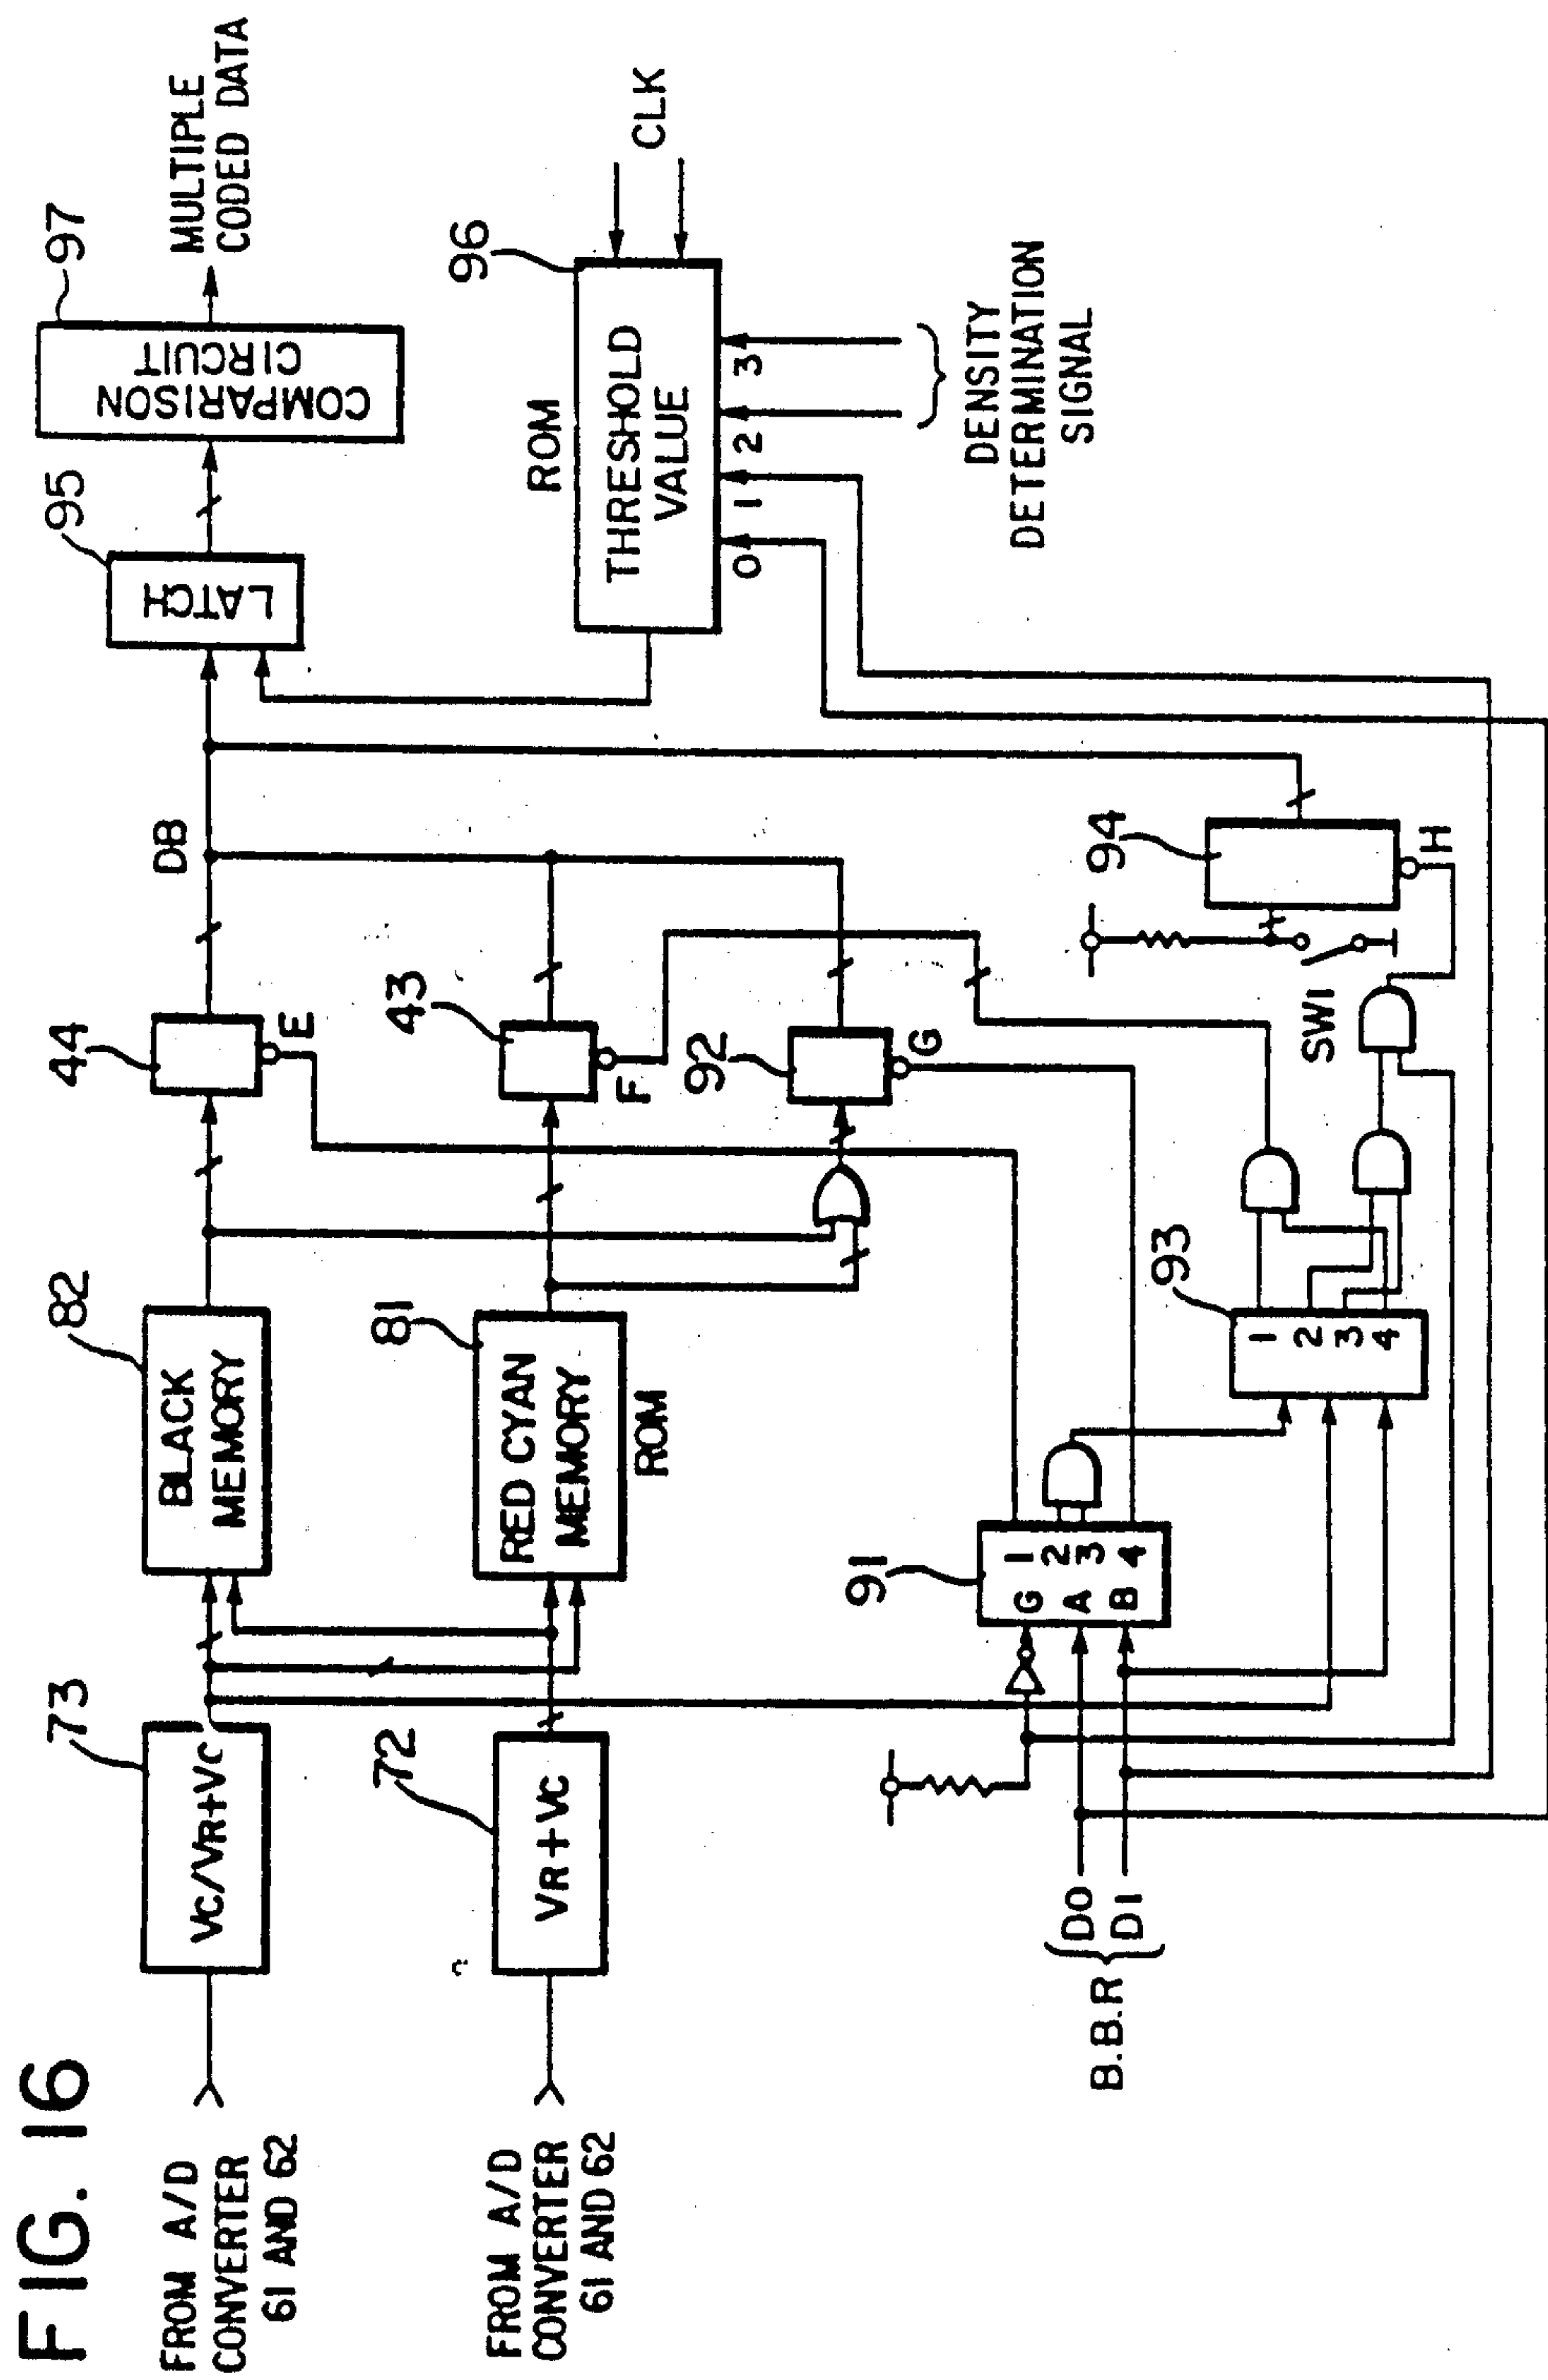 FIG. 16
FROM A/D
CONVERTER
61 AND 62
73
VC/VR+VC
82
BLACK
MEMORY
44
E
DB
95
LATCH
97
COMPARISON
CIRCUIT
MULTIPLE
CODED DATA
FROM A/D
CONVERTER
61 AND 62
72
VR+VC
81
RED CYAN
MEMORY
ROM
43
F
92
G
ROM
96
THRESHOLD
VALUE
CLK
0 1 2 3
DENSITY
DETERMINATION
SIGNAL
B.B.R
D0
D1
91
G 1
2
A 3
B 4
93
1
2
3
4
SW1
94
H